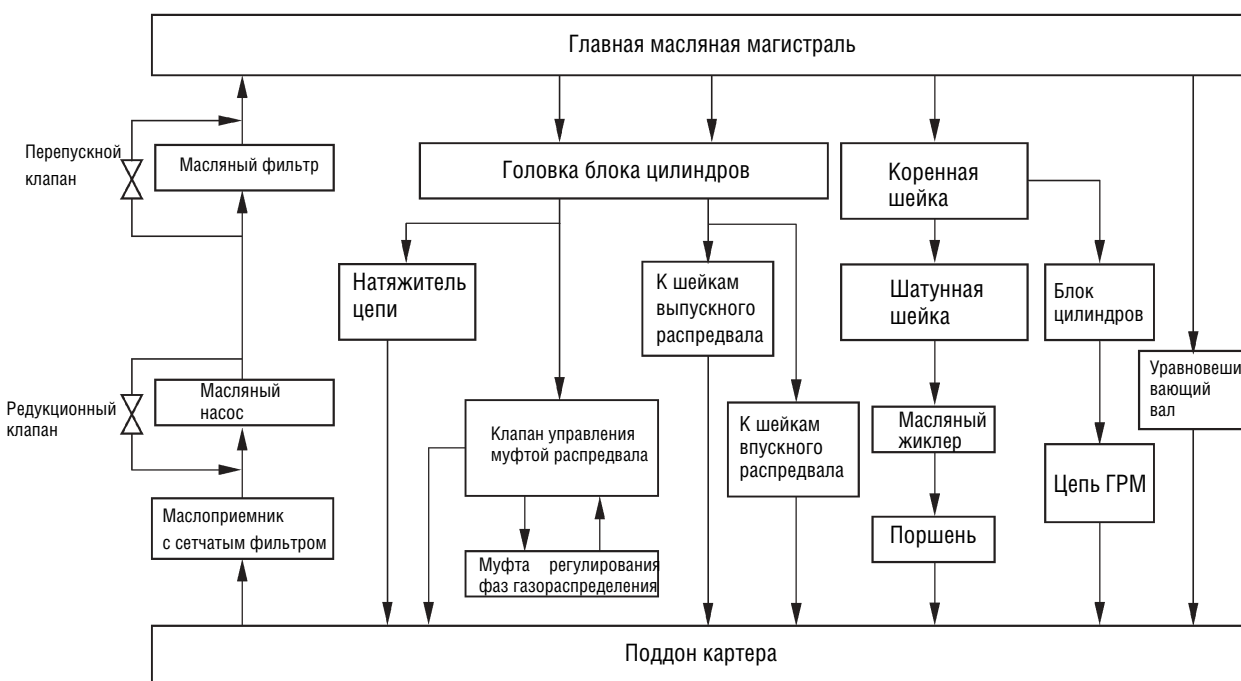 Главная масляная магистраль
Перепускной
клапан
Масляный фильтр
Головка блока цилиндров
Коренная
шейка
Натяжитель
цепи
К шейкам
выпускного
распредвала
Шатунная
шейка
Блок
цилиндров
Редукционный
клапан
Масляный
насос
Клапан управления
муфтой распредвала
К шейкам
впускного
распредвала
Масляный
жиклер
Уравновеши
вающий
вал
Цепь ГРМ
Маслоприемник
с сетчатым фильтром
Муфта регулирования
фаз газораспределения
Поршень
Поддон картера